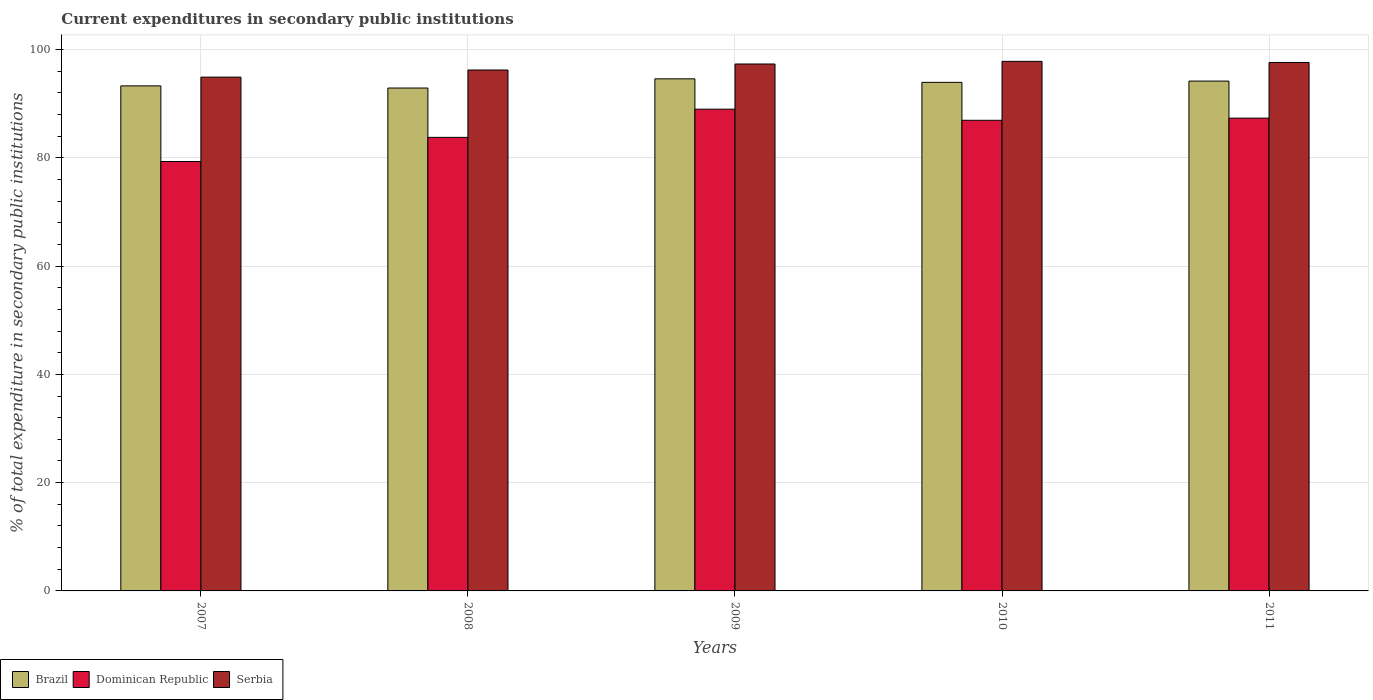 Current expenditures in secondary public institutions
% of total expenditure in secondary public institutions
100
80
60
40
20
0
2007
2008
2009
2010
2011
Years
Brazil
Dominican Republic
Serbia